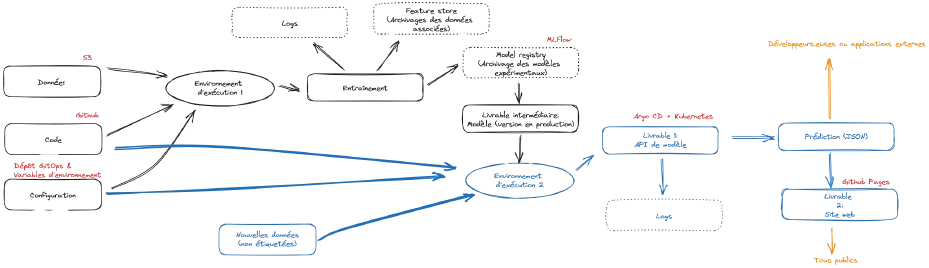 S3
Données
Github
Code
Dépêt GitOps &
Variables d'environnement
Configuration
Environnement
d'exécution 1
Logs
Feature store
(Archivages des données
associées)
Entraînement
MLFlow
Model registry
(Archivage des modèles
expérimentaux)
Livrable intermédiaire:
Modèle (version en production)
Environnement
d'exécution 2
Nouvelles données
(non étiquetées)
Argo CD + Kubernetes
Livrable 1:
API de modèle
Logs
Développeur.euses ou applications externes
Prédiction (JSON)
Github Pages
Livrable
2:
Site web
Tous publics